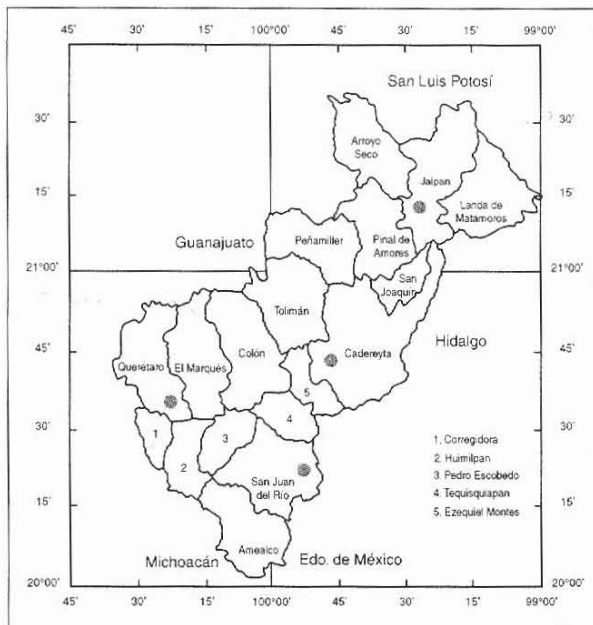 45' 30' 15' 100°00' 45' 30' 15' 99°00'
San Luis Potosí
30'
30'
Arroyo
Seco
Jalpan
15'
15'
Landa de
Matamoros
Guanajuato
Peñamiller
Pinal de
Amores
21°00'
21°00'
San
Joaquín
Tolimán
Hidalgo
45'
45'
Querétaro
El Marqués
Colón
Cadereyta
5
4
30'
30'
1
2
3
1. Corregidora
2 Huimilpan
3 Pedro Escobedo
4 Tequisquiapan
5 Ezequiel Montes
San Juan
del Río
15'
15'
Amealco
Michoacán
Edo. de México
20°00'
20°00'
45' 30' 15' 100°00' 45' 30' 15' 99°00'